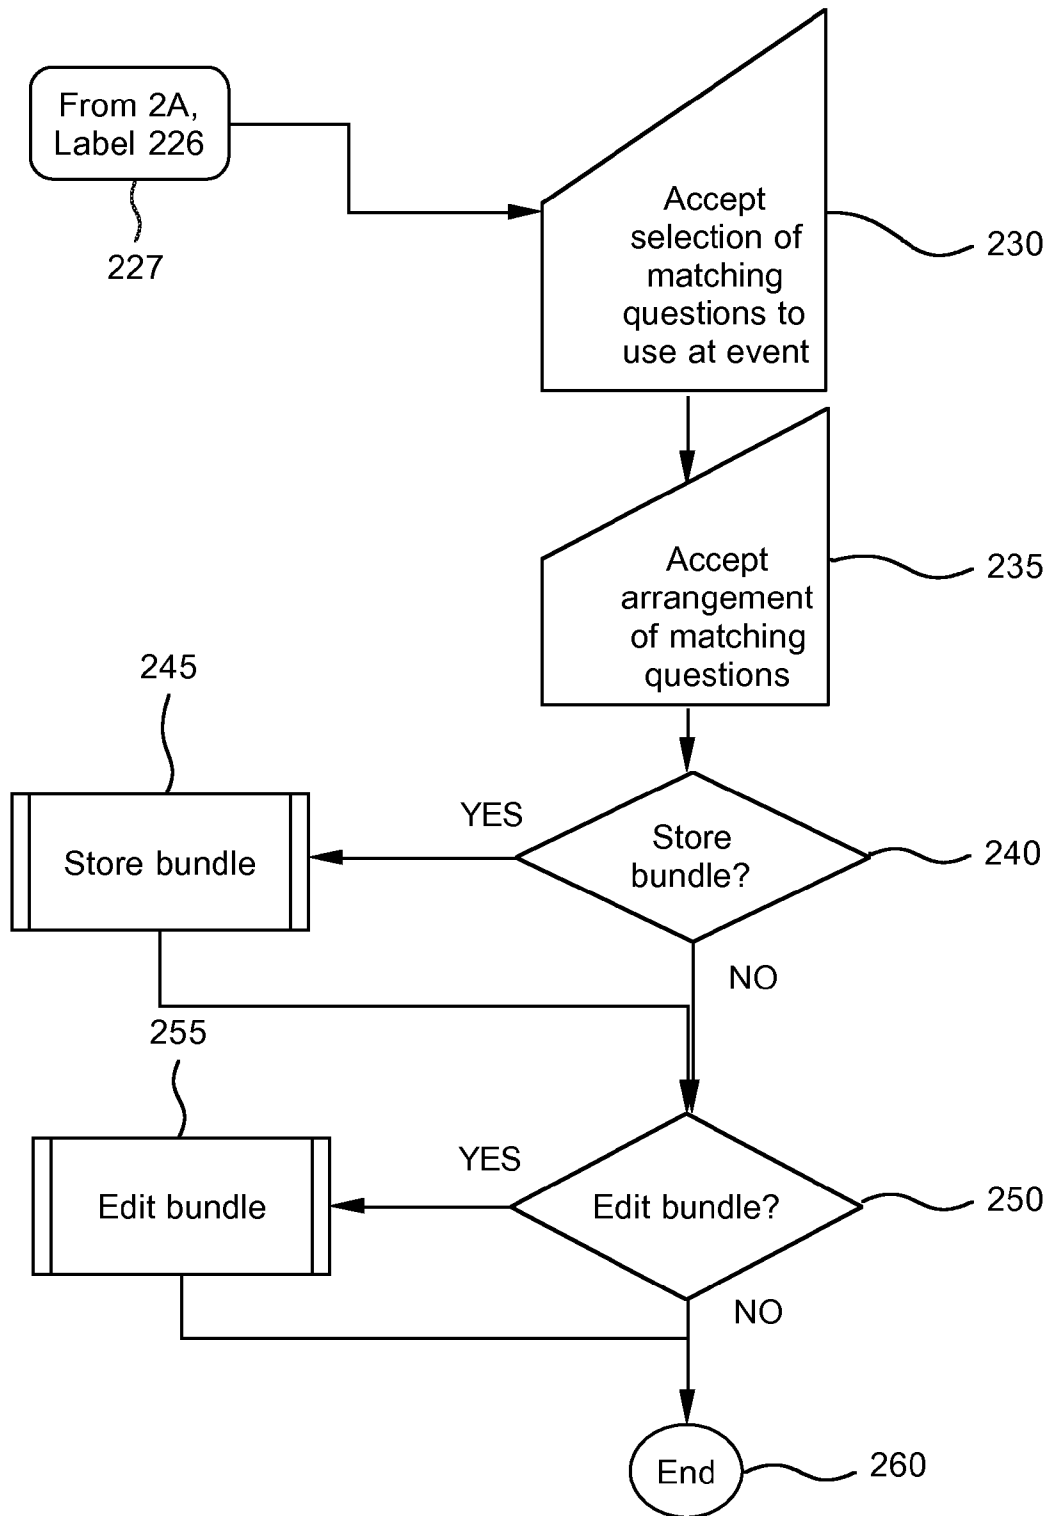 From 2A,
Label 226
227
Accept
selection of
matching
questions to
use at event
230
Accept
arrangement
of matching
questions
235
245
Store bundle
YES
Store
bundle?
240
NO
255
Edit bundle
YES
Edit bundle?
250
NO
End
260